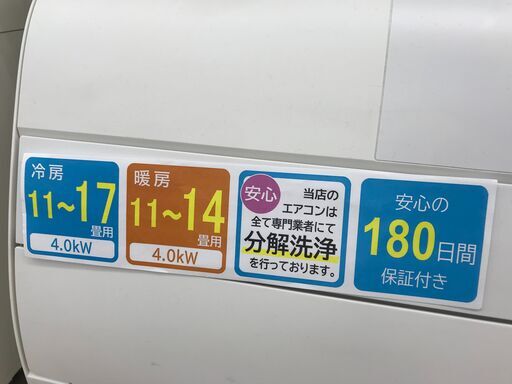 冷房
11~17
畳用
4.0kW
暖房
11~14
畳用
4.0kW
安心
当店の
エアコンは
全て専門業者にて
分解洗浄
を行っております。
安心の
180日間
保証付き